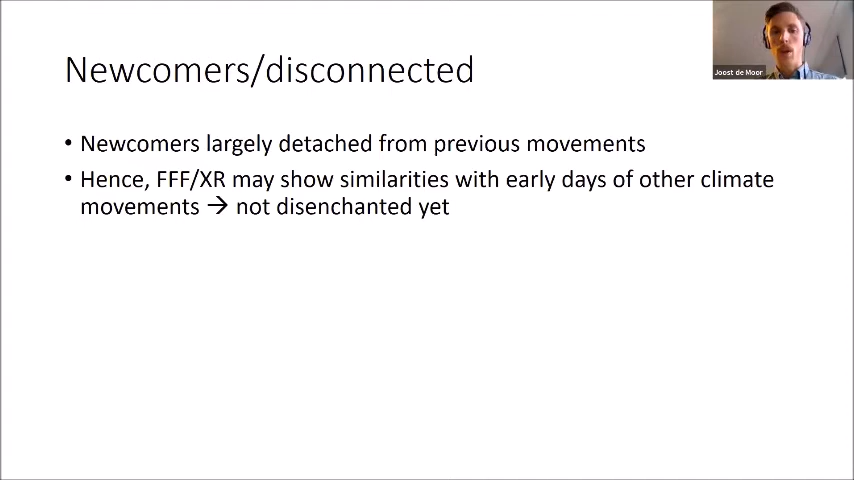 Newcomers/disconnected
Joost de Moor
• Newcomers largely detached from previous movements
• Hence, FFF/XR may show similarities with early days of other climate
movements → not disenchanted yet